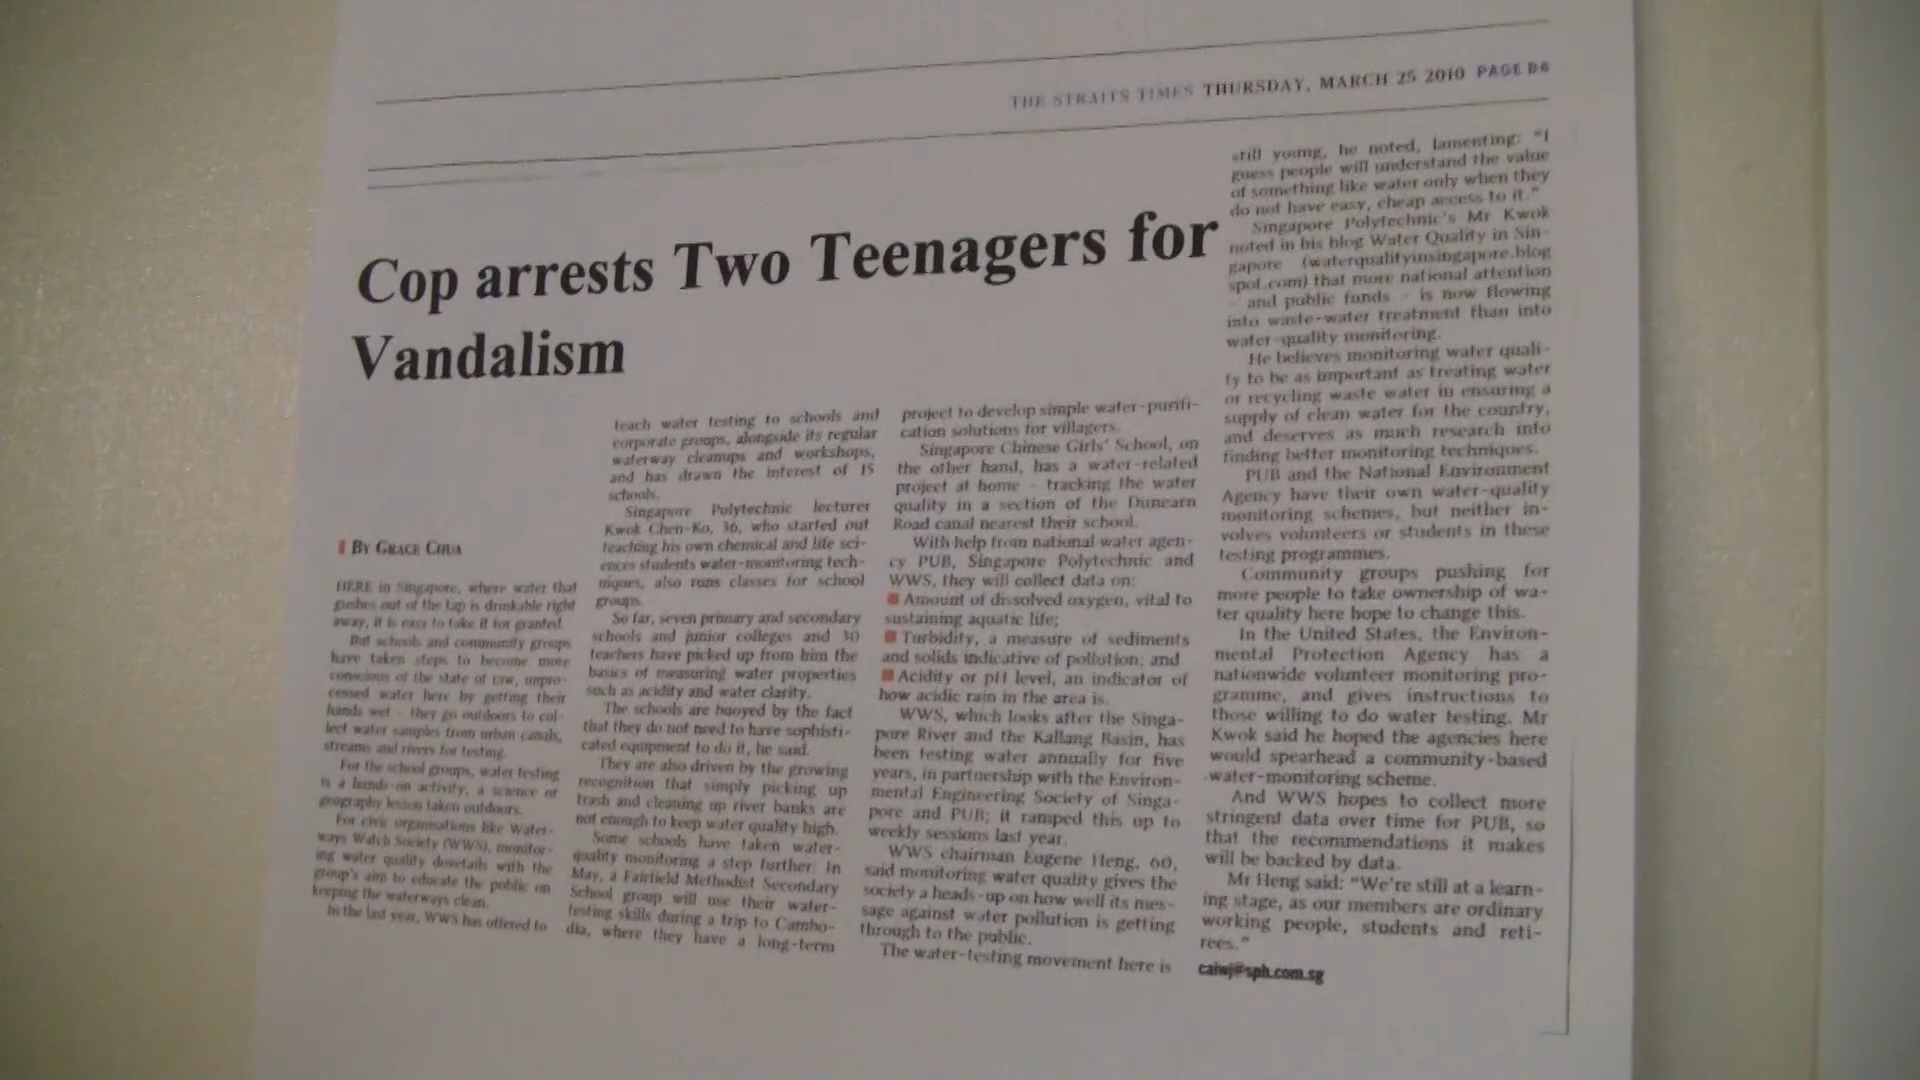 THE STRAITS TIMES THURSDAY, MARCH 25 2010 PAGE B6
Cop arrests Two Teenagers for
Vandalism
BY GRACE CHUA
HERE in Singapore, where water that
gushes out of the tap is drinkable right
away, it is easy to take it for granted.
But schools and community groups
have taken steps to become more
conscious of the state of raw, unpro-
cessed water here by getting their
hands wet - they go outdoors to col-
lect water samples from urban canals,
streams and rivers for testing.
For the school groups, water testing
is a hands-on activity, a science or
geography lesson taken outdoors.
For civic organisations like Water-
ways Watch Society (WWS), monitor-
ing water quality dovetails with the
group's aim to educate the public on
keeping the waterways clean.
In the last year, WWS has offered to
teach water testing to schools and
corporate groups, alongside its regular
waterway cleanups and workshops,
and has drawn the interest of 15
schools.
Singapore Polytechnic lecturer
Kwok Chen-Ko, 36, who started out
teaching his own chemical and life sci-
ences students water-monitoring tech-
niques, also runs classes for school
groups.
So far, seven primary and secondary
schools and junior colleges and 30
teachers have picked up from him the
basics of measuring water properties
such as acidity and water clarity.
The schools are buoyed by the fact
that they do not need to have sophisti-
cated equipment to do it, he said.
They are also driven by the growing
recognition that simply picking up
trash and cleaning up river banks are
not enough to keep water quality high.
Some schools have taken water-
quality monitoring a step further: In
May, a Fairfield Methodist Secondary
School group will use their water-
testing skills during a trip to Cambo-
dia, where they have a long-term
project to develop simple water-purifi-
cation solutions for villagers.
Singapore Chinese Girls' School, on
the other hand, has a water-related
project at home - tracking the water
quality in a section of the Dunearn
Road canal nearest their school.
With help from national water agen-
cy PUB, Singapore Polytechnic and
WWS, they will collect data on:
Amount of dissolved oxygen, vital to
sustaining aquatic life;
Turbidity, a measure of sediments
and solids indicative of pollution; and
Acidity or pH level, an indicator of
how acidic rain in the area is.
WWS, which looks after the Singa-
pore River and the Kallang Basin, has
been testing water annually for five
years, in partnership with the Environ-
mental Engineering Society of Singa-
pore and PUB; it ramped this up to
weekly sessions last year.
WWS chairman Eugene Heng, 60,
said monitoring water quality gives the
society a heads-up on how well its mes-
sage against water pollution is getting
through to the public.
The water-testing movement here is
still young, he noted, lamenting: "I
guess people will understand the value
of something like water only when they
do not have easy, cheap access to it."
Singapore Polytechnic's Mr Kwok
noted in his blog Water Quality in Sin-
gapore (waterqualityinsingapore.blog
spot.com) that more national attention
- and public funds - is now flowing
into waste-water treatment than into
water-quality monitoring.
He believes monitoring water quali-
ty to be as important as treating water
or recycling waste water in ensuring a
supply of clean water for the country,
and deserves as much research into
finding better monitoring techniques.
PUB and the National Environment
Agency have their own water-quality
monitoring schemes, but neither in-
volves volunteers or students in these
testing programmes.
Community groups pushing for
more people to take ownership of wa-
ter quality here hope to change this.
In the United States, the Environ-
mental Protection Agency has a
nationwide volunteer monitoring pro-
gramme, and gives instructions to
those willing to do water testing. Mr
Kwok said he hoped the agencies here
would spearhead a community-based
water-monitoring scheme.
And WWS hopes to collect more
stringent data over time for PUB, so
that the recommendations it makes
will be backed by data.
Mr Heng said: "We're still at a learn-
ing stage, as our members are ordinary
working people, students and reti-
rees."
caiwj@sph.com.sg